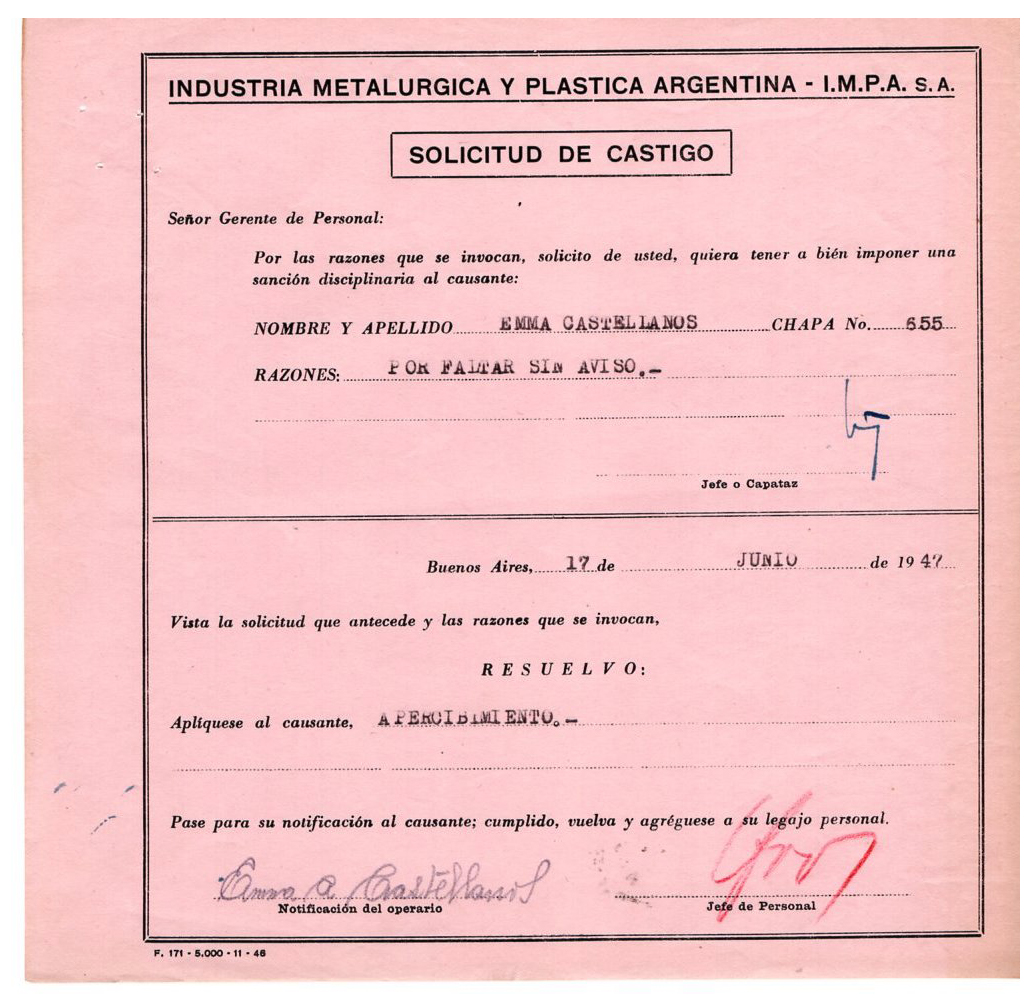 INDUSTRIA METALURGICA Y PLASTICA ARGENTINA - I.M.P.A. S. A.
SOLICITUD DE CASTIGO
Señor Gerente de Personal:
Por las razones que se invocan, solicito de usted, quiera tener a bién imponer una
sanción disciplinaria al causante:
NOMBRE Y APELLIDO EMMA CASTELLANOS CHAPA No. 655
RAZONES: POR FALTAR SIN AVISO.-
Jefe o Capataz
Buenos Aires, 17 de JUNIO de 1947
Vista la solicitud que antecede y las razones que se invocan,
RESUELVO:
Aplíquese al causante, APERCIBIMIENTO.-
Pase para su notificación al causante; cumplido, vuelva y agréguese a su legajo personal.
Emma a Castellanos
Notificación del operario
Jefe de Personal
F. 171 - 5.000 - 11 - 46